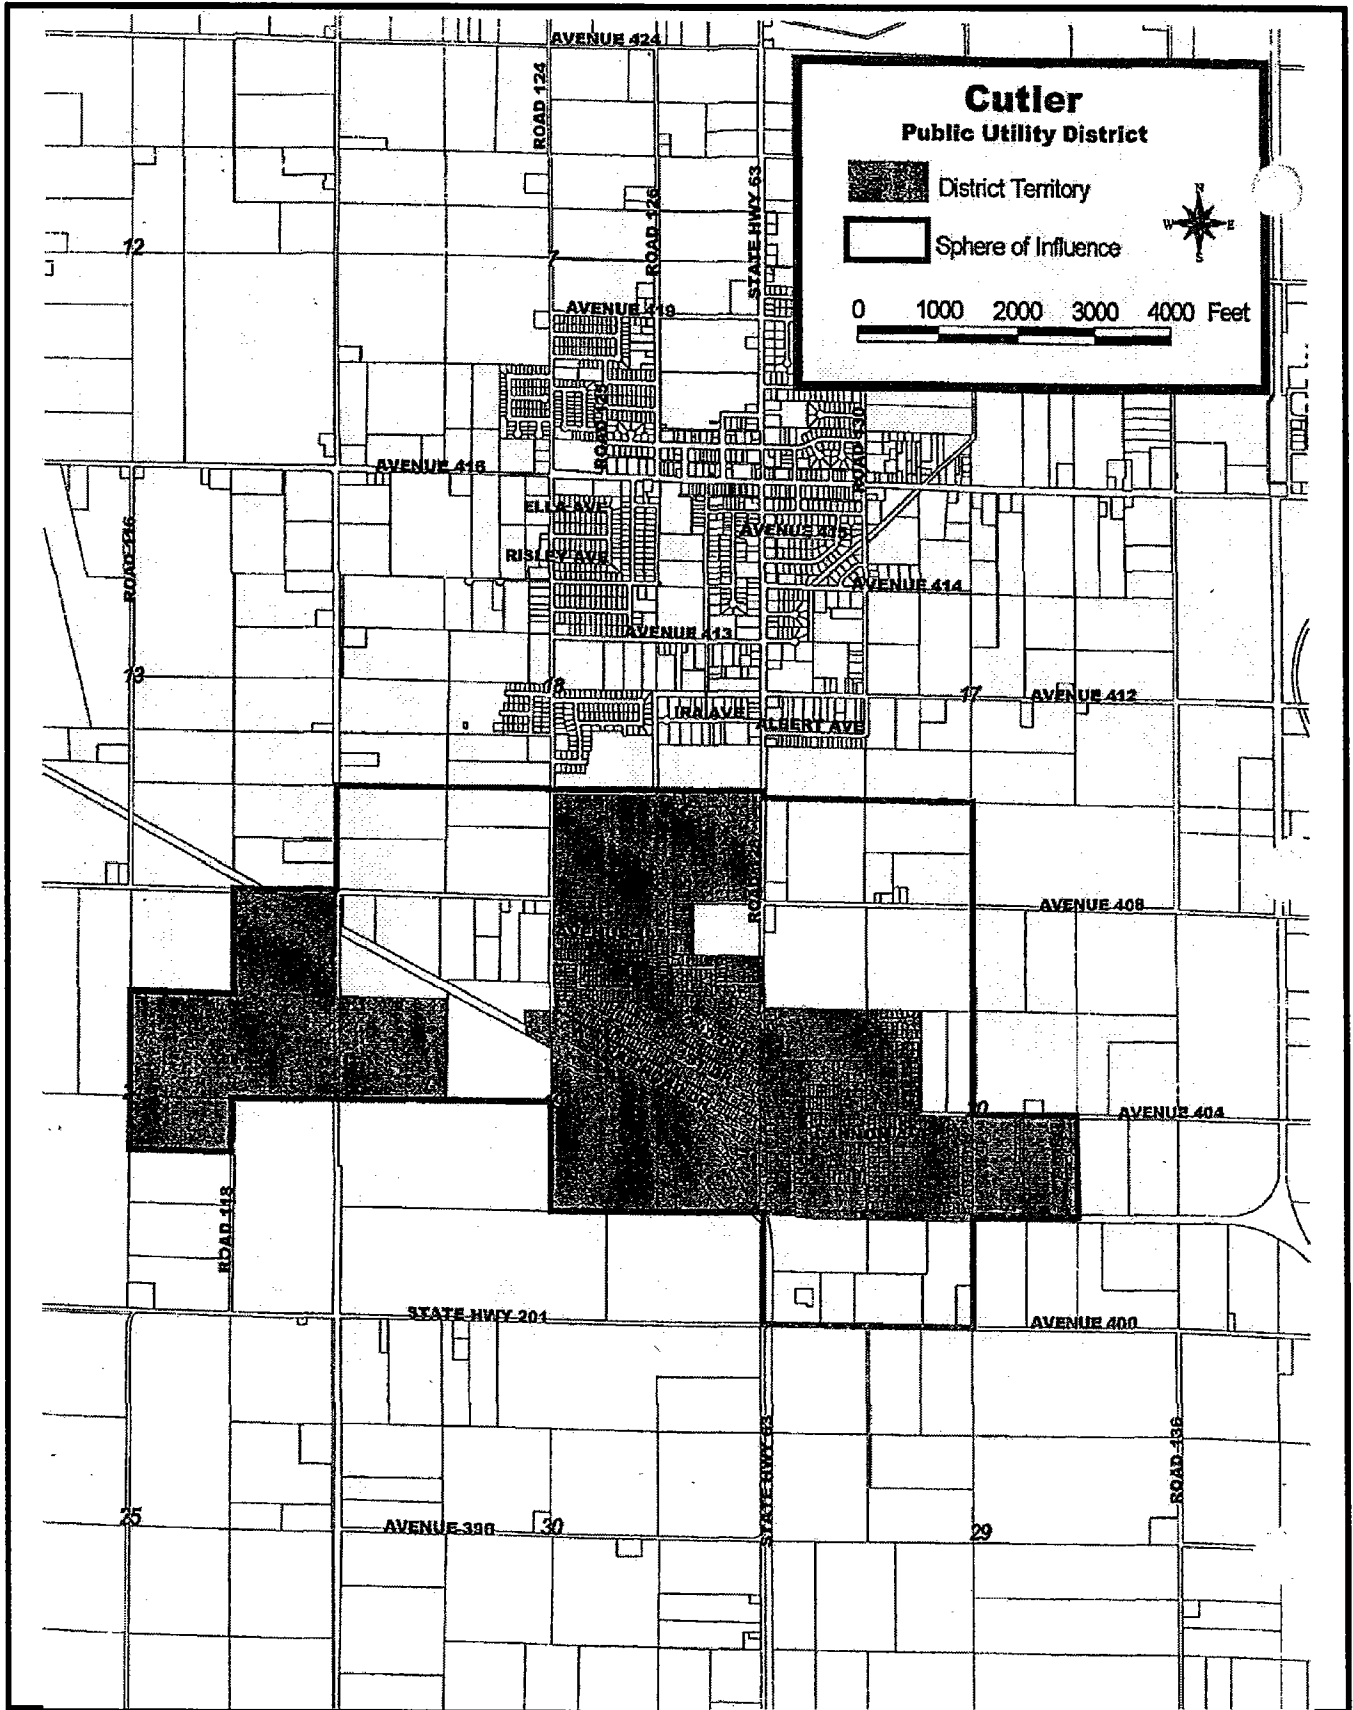 AVENUE 424
ROAD 124
Cutler
Public Utility District
District Territory
Sphere of Influence
N
W E
S
0 1000 2000 3000 4000 Feet
ROAD 126
STATE HWY 63
12
7
AVENUE 419
ROAD 130
AVENUE 416
ELLA AVE
AVENUE 415
RISLEY AVE
AVENUE 414
ROAD 116
AVENUE 413
13
18
17
AVENUE 412
IRA AVE
ALBERT AVE
AVENUE 408
AVENUE 404
ROAD 118
STATE HWY 201
AVENUE 400
STATE HWY 63
ROAD 136
25
AVENUE 396
30
29